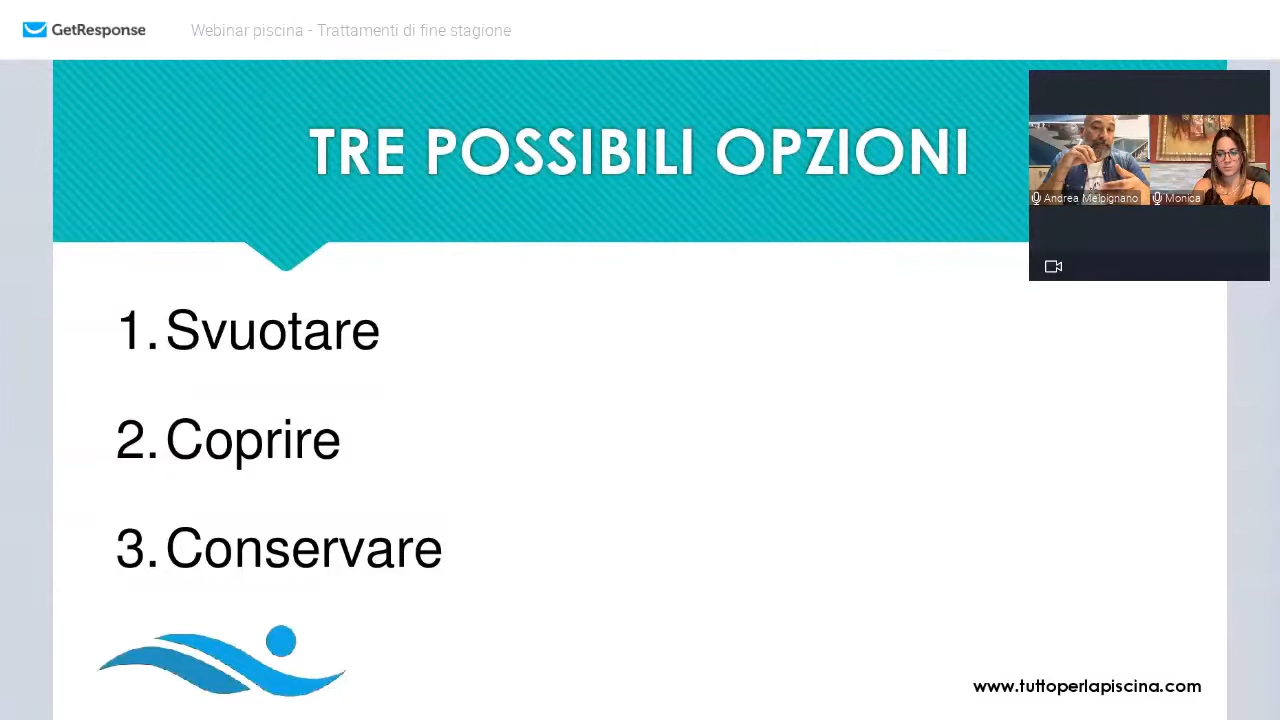 GetResponse
Webinar piscina - Trattamenti di fine stagione
TRE POSSIBILI OPZIONI
Andrea Melpignano
Monica
1. Svuotare
2. Coprire
3. Conservare
www.tuttoperlapiscina.com